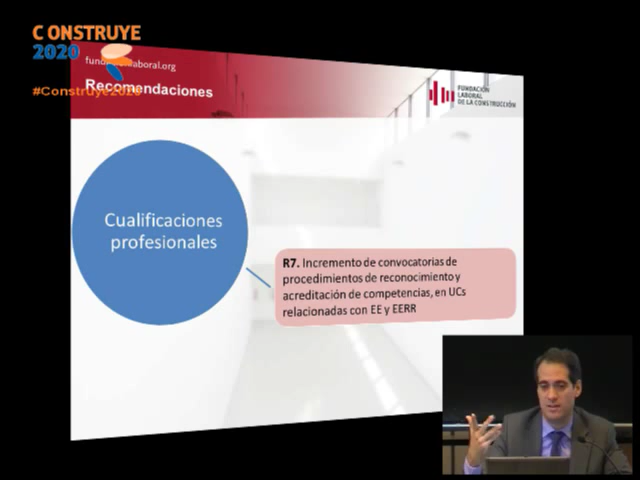 CONSTRUYE
2020
#Construye2020
Recomendaciones
FUNDACIÓN
LABORAL
DE LA CONSTRUCCIÓN
Cualificaciones
profesionales
R7. Incremento de convocatorias de
procedimientos de reconocimiento y
acreditación de competencias, en UCs
relacionadas con EE y EERR